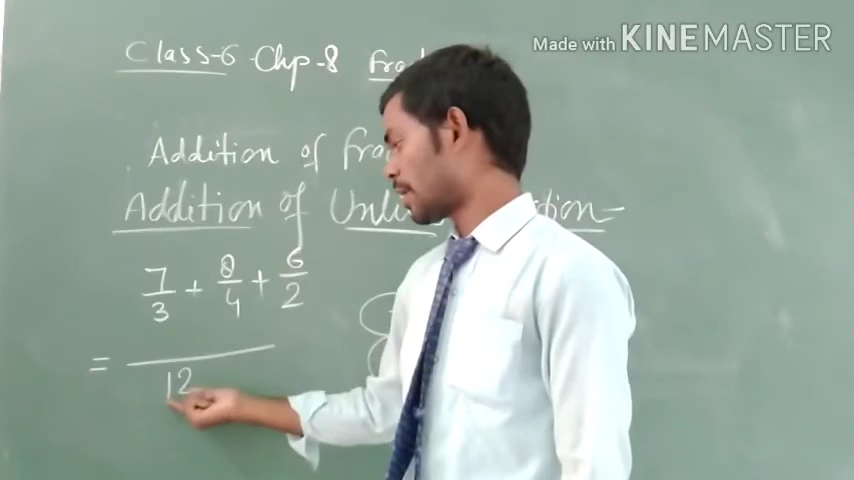 Made with KINEMASTER
Class-6 Chp-8
Addition of
Addition of
7/3 + 8/4 + 6/2
= /12